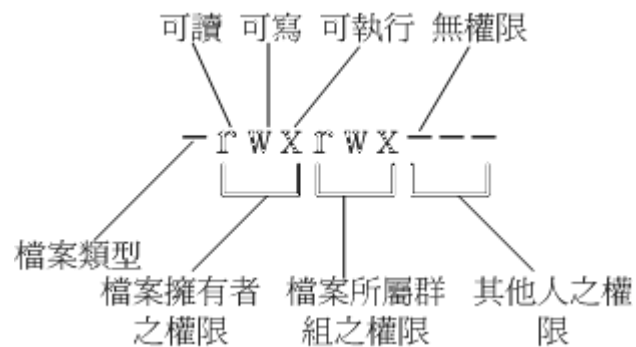 可讀 可寫 可執行 無權限
-rwxrwx---
檔案類型
檔案擁有者
之權限
檔案所屬群
組之權限
其他人之權
限